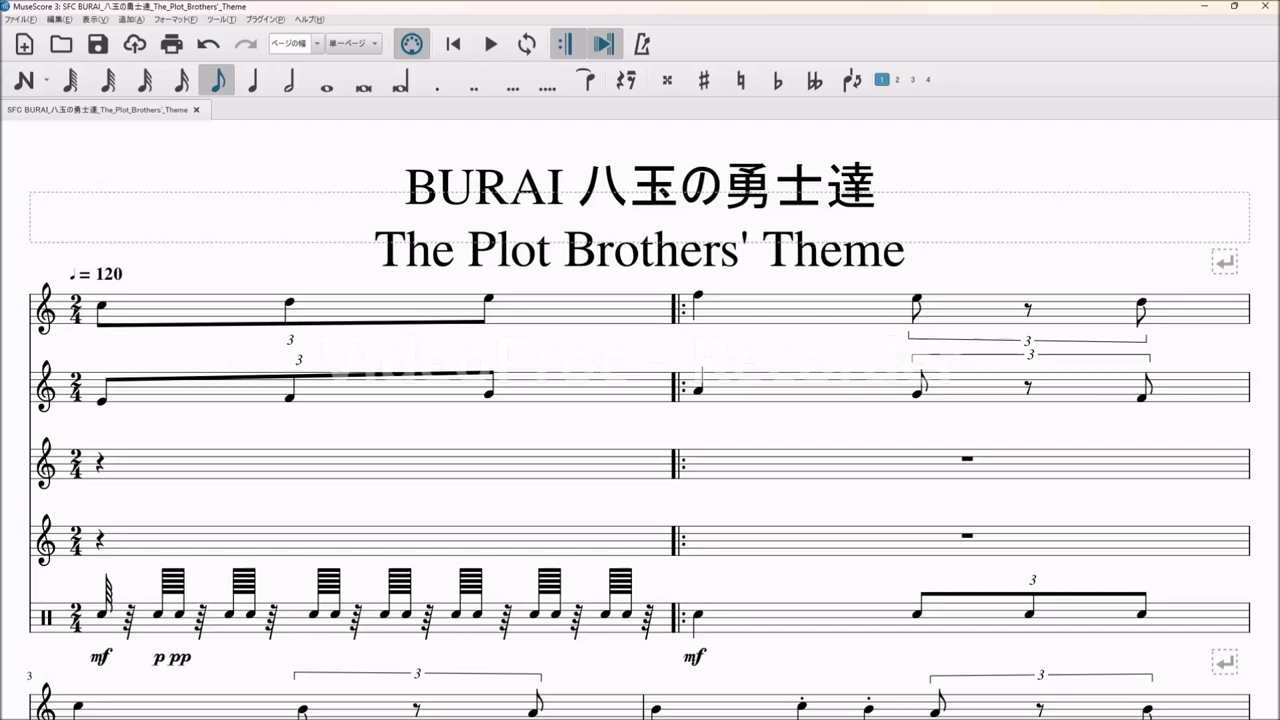 MuseScore 3: SFC BURAI_八玉の勇士達_The_Plot_Brothers'_Theme
ファイル(F) 編集(E) 表示(V) 追加(A) フォーマット(F) ツール(T) プラグイン(P) ヘルプ(H)
ページの幅 単一ページ
N 1 2 3 4
SFC BURAI_八玉の勇士達_The_Plot_Brothers'_Theme
BURAI 八玉の勇士達
The Plot Brothers' Theme
= 120
2 4
3 3
3 3
2 4
2 4
2 4
3
2 4
mf p pp mf
3 3 3